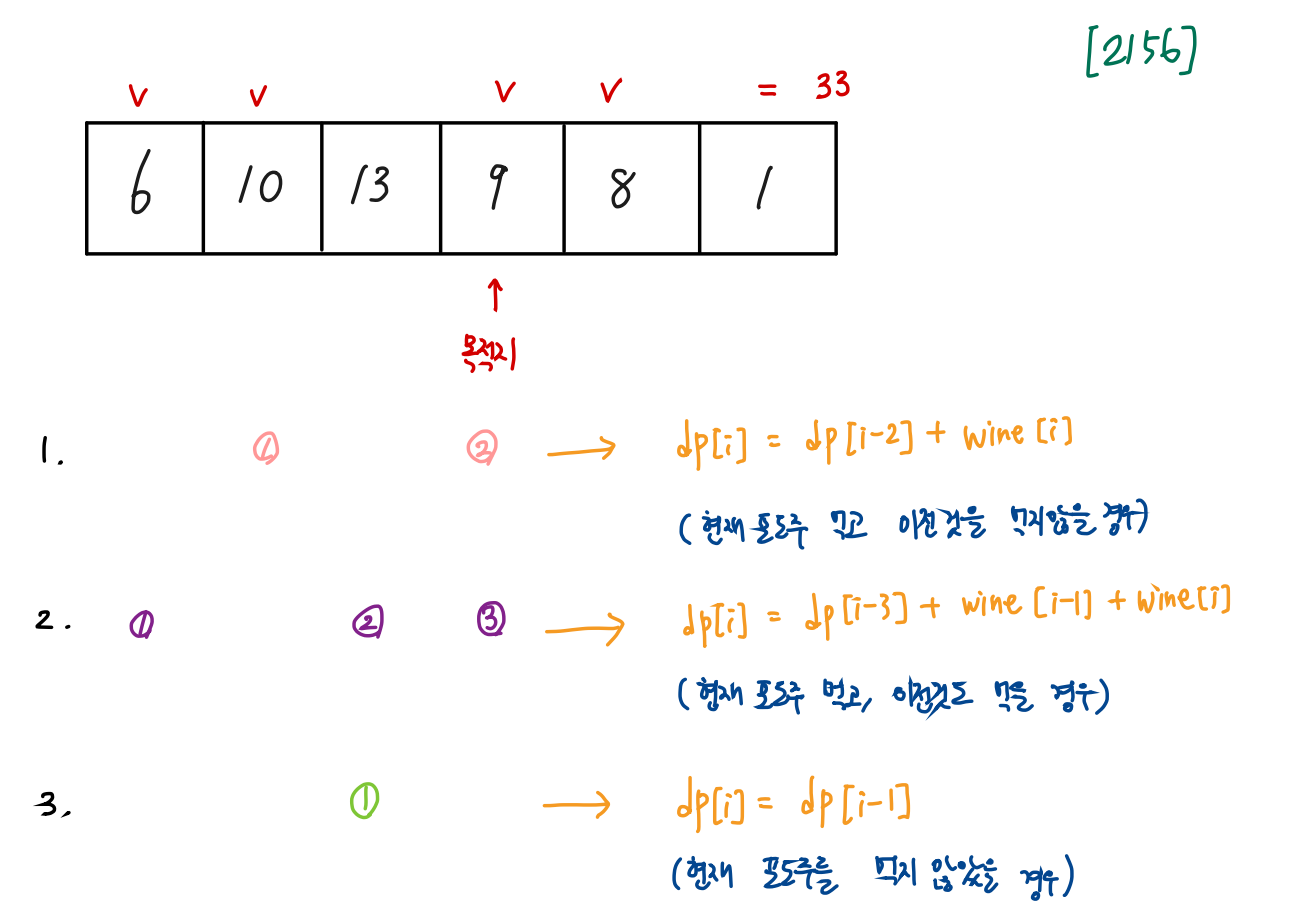 [2156]
v v v v = 33
6 10 13 9 8 1
↑
목적지
1. ① ② → dp[i] = dp[i-2] + wine[i]
(현재 포도주 먹고 이전것을 먹지않을 경우)
2. ① ② ③ → dp[i] = dp[i-3] + wine[i-1] + wine[i]
(현재 포도주 먹고, 이전것도 먹을 경우)
3. ① → dp[i] = dp[i-1]
(현재 포도주를 먹지 않았을 경우)